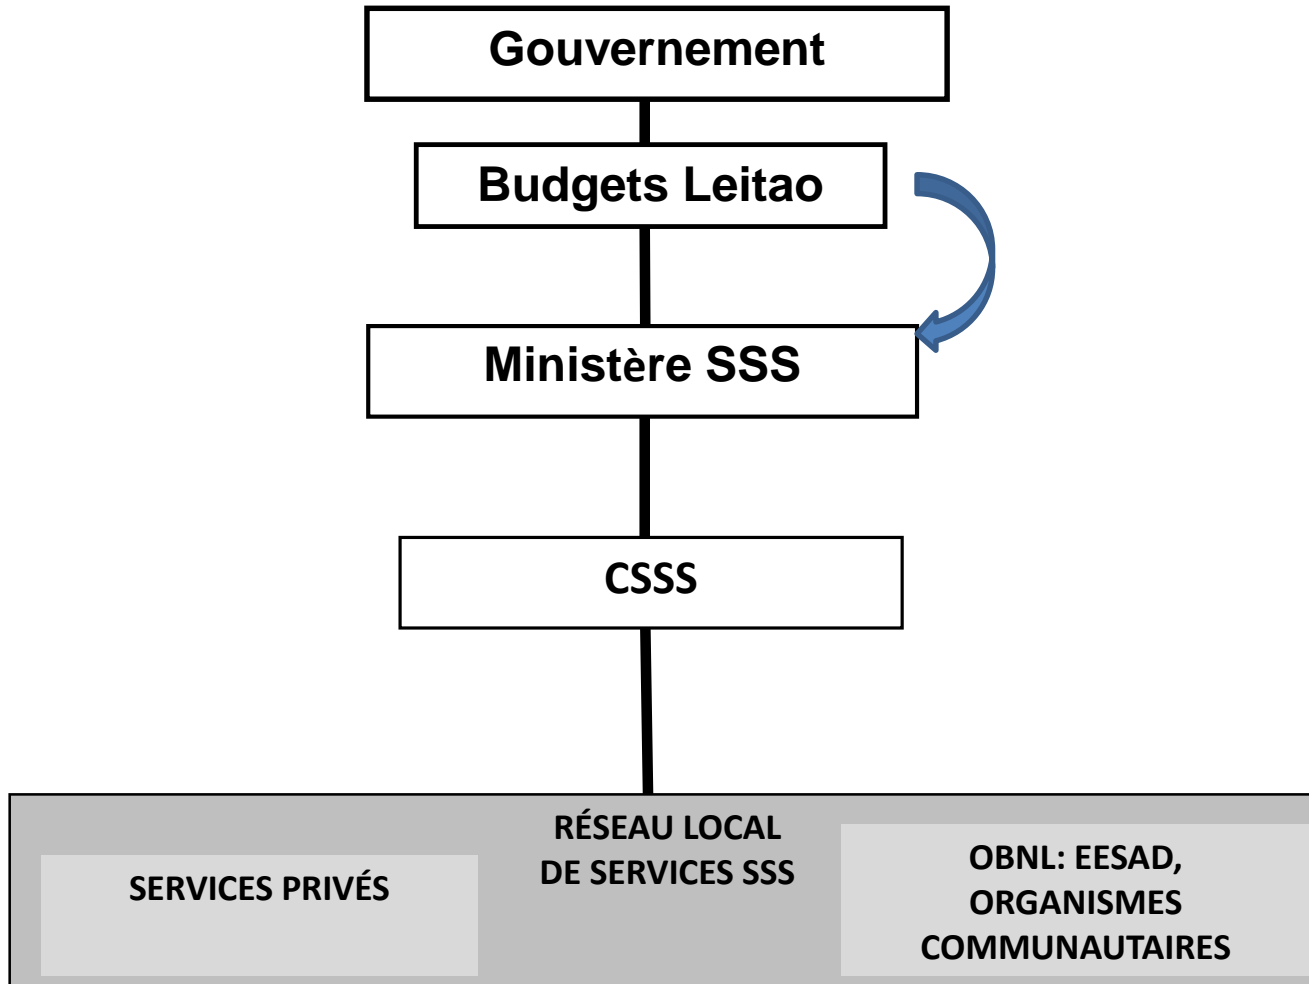 Gouvernement
Budgets Leitao
Ministère SSS
CSSS
RÉSEAU LOCAL
DE SERVICES SSS
SERVICES PRIVÉS
OBNL: EESAD,
ORGANISMES
COMMUNAUTAIRES